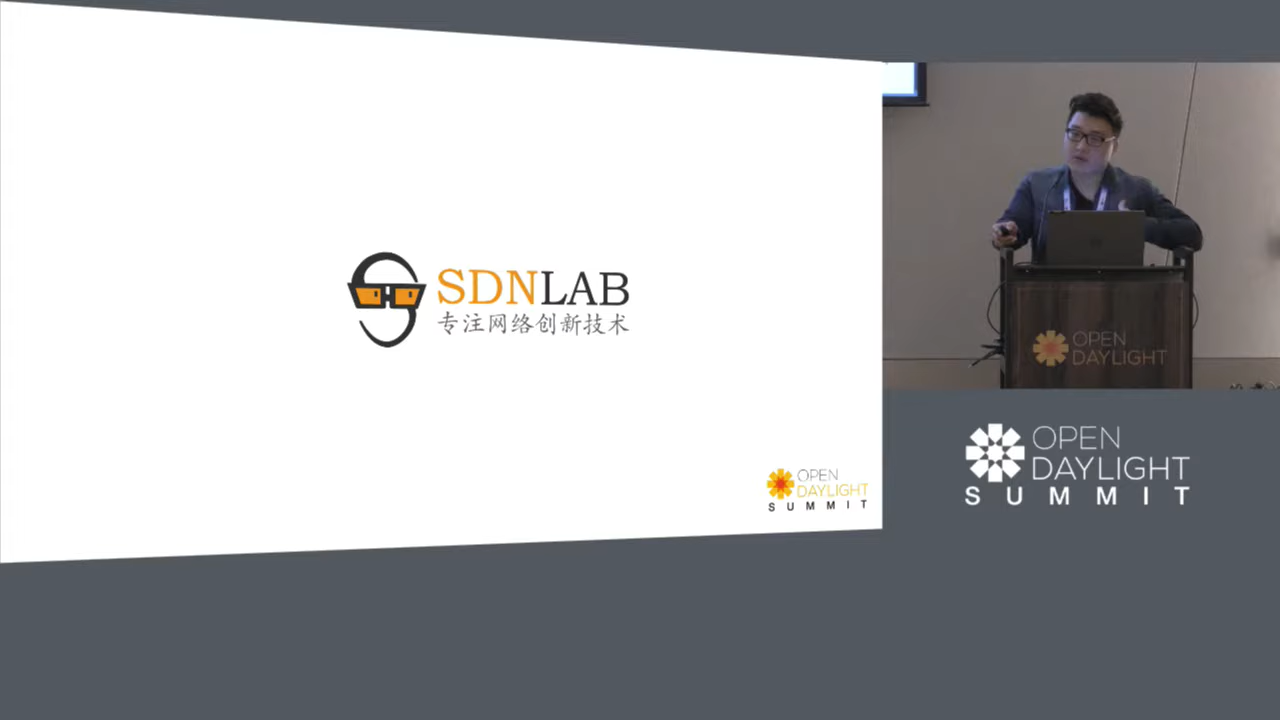 SDNLAB
专注网络创新技术
OPEN
DAYLIGHT
SUMMIT
OPEN
DAYLIGHT
OPEN
DAYLIGHT
SUMMIT